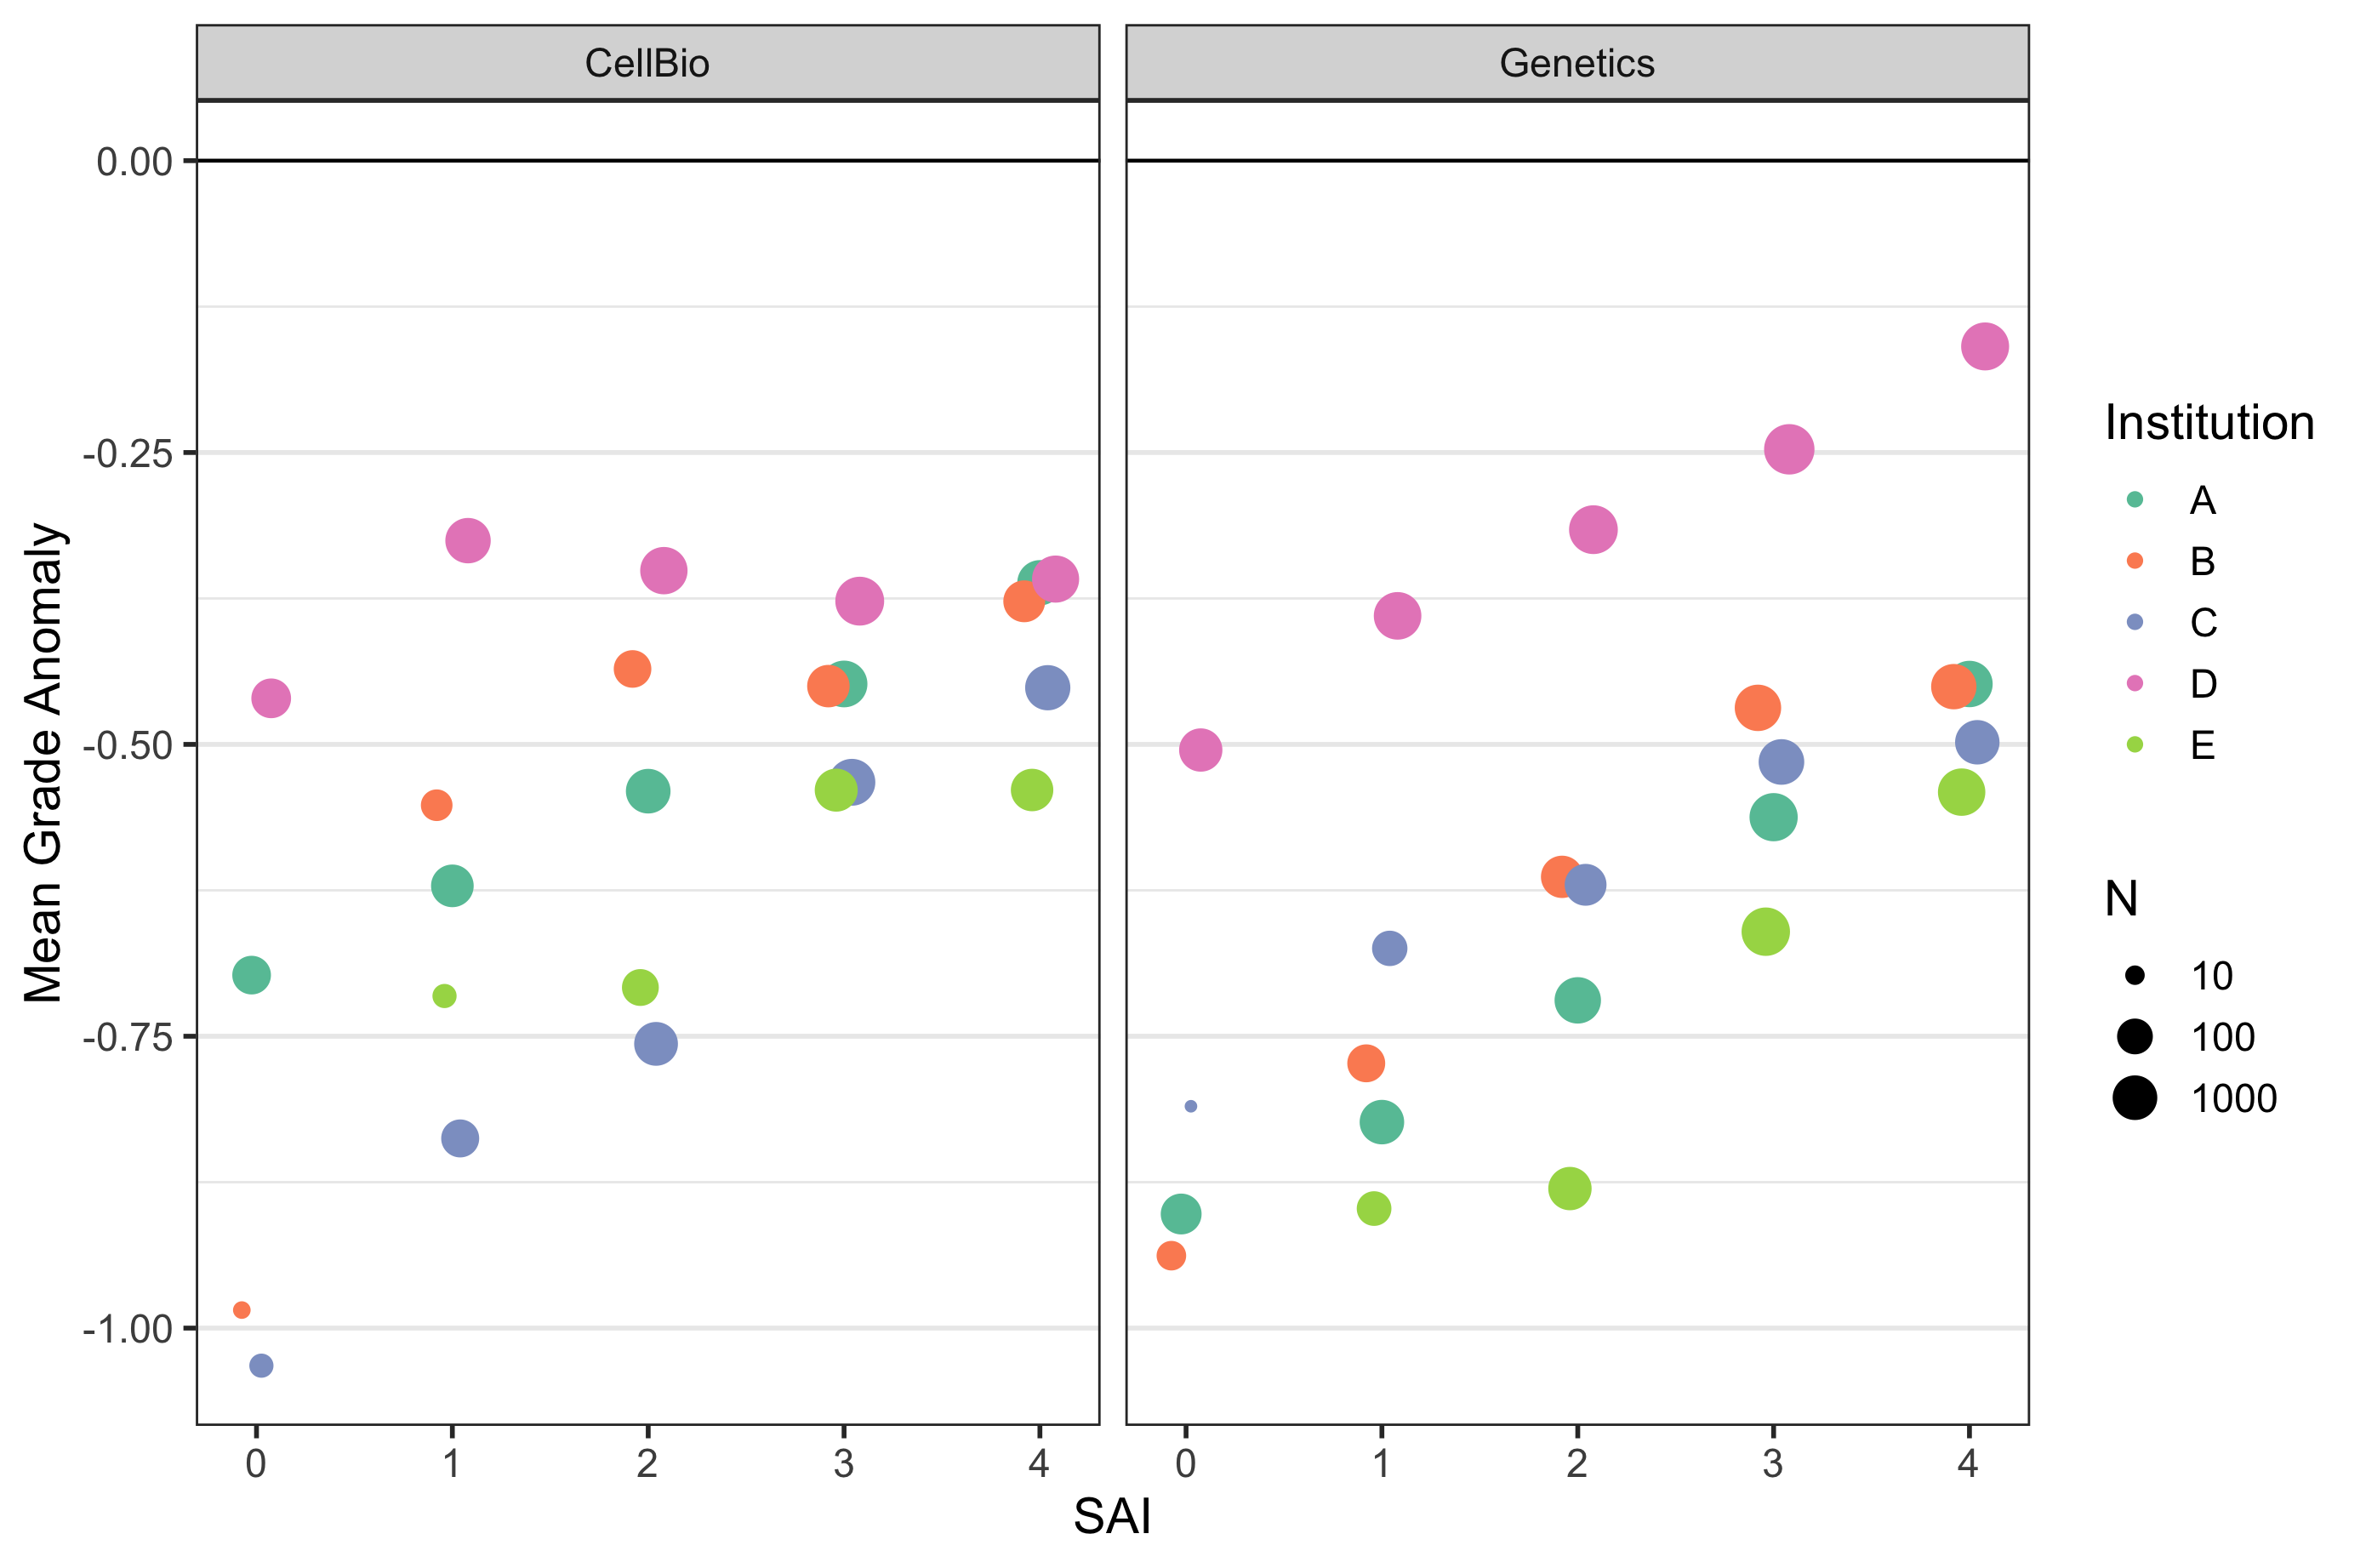 CellBio
Genetics
0.00
-0.25
-0.50
-0.75
-1.00
Mean Grade Anomaly
0 1 2 3 4
0 1 2 3 4
SAI
Institution
A
B
C
D
E
N
10
100
1000